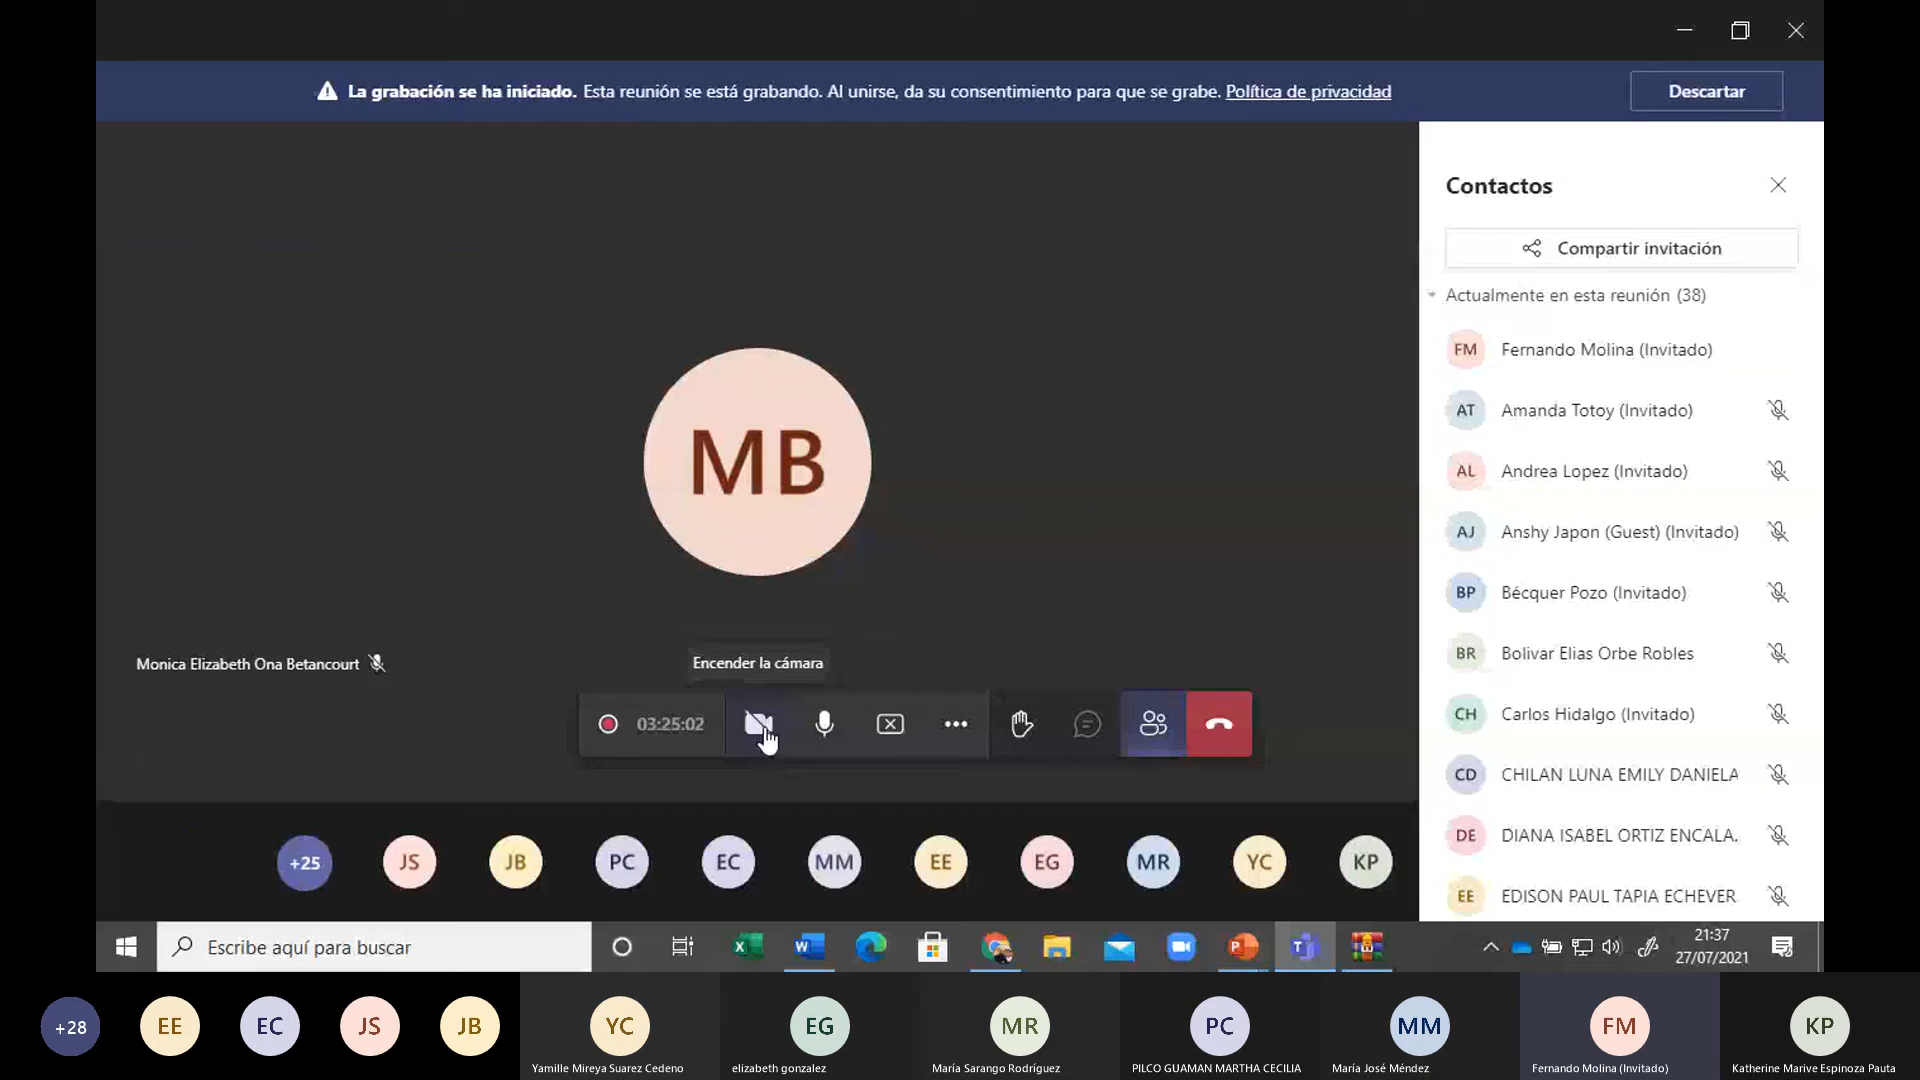 La grabación se ha iniciado. Esta reunión se está grabando. Al unirse, da su consentimiento para que se grabe. Política de privacidad
Descartar
Contactos
Compartir invitación
Actualmente en esta reunión (38)
FM Fernando Molina (Invitado)
AT Amanda Totoy (Invitado)
AL Andrea Lopez (Invitado)
AJ Anshy Japon (Guest) (Invitado)
BP Bécquer Pozo (Invitado)
BR Bolivar Elias Orbe Robles
CH Carlos Hidalgo (Invitado)
CD CHILAN LUNA EMILY DANIELA
DE DIANA ISABEL ORTIZ ENCALA.
EE EDISON PAUL TAPIA ECHEVER
MB
Monica Elizabeth Ona Betancourt
Encender la cámara
03:25:02
+25 JS JB PC EC MM EE EG MR YC KP
Escribe aquí para buscar
21:37
27/07/2021
+28 EE EC JS JB YC EG MR PC MM FM KP
Yamille Mireya Suarez Cedeno
elizabeth gonzalez
María Sarango Rodríguez
PILCO GUAMAN MARTHA CECILIA
María José Méndez
Fernando Molina (Invitado)
Katherine Marive Espinoza Pauta